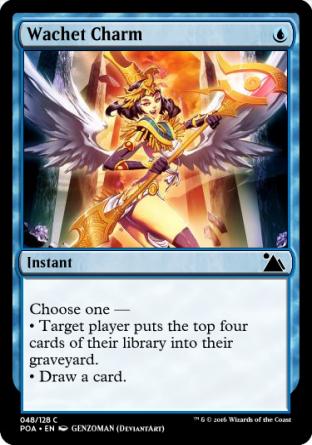 Wachet Charm
Instant
Choose one —
• Target player puts the top four
cards of their library into their
graveyard.
• Draw a card.
048/128 C
POA • EN GENZOMAN (DEVIANTART)
™ & © 2016 Wizards of the Coast